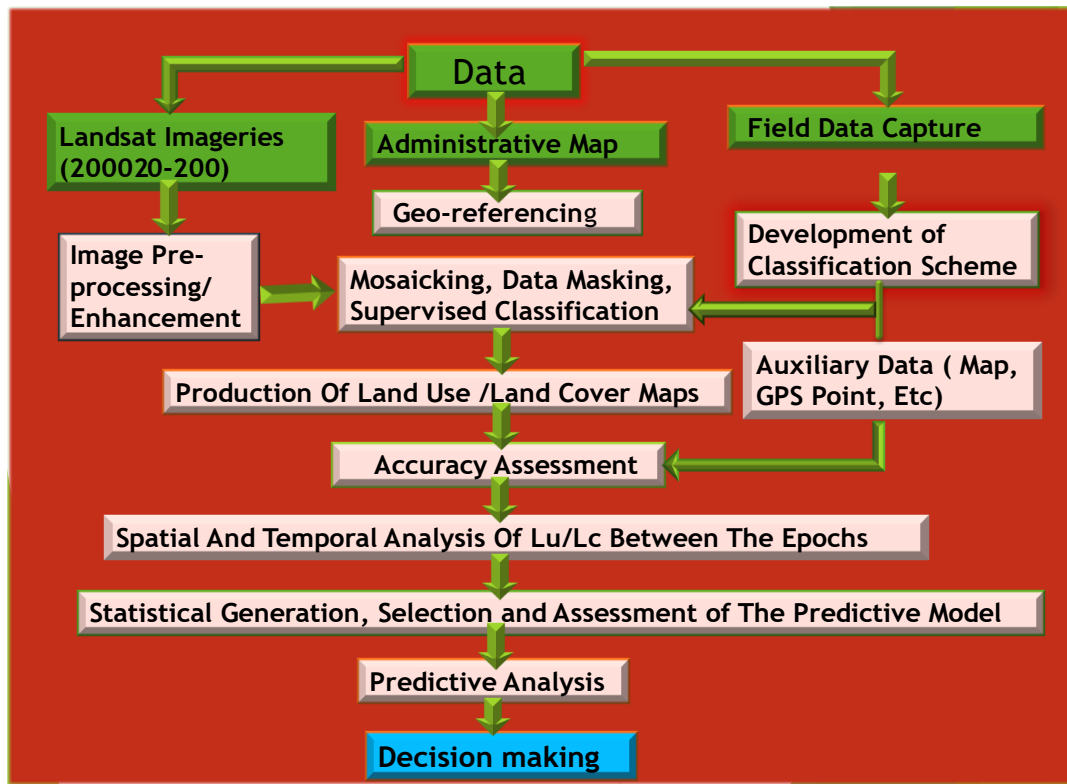 Data
Landsat Imageries
(200020-200)
Administrative Map
Field Data Capture
Geo-referencing
Image Pre-
processing/
Enhancement
Mosaicking, Data Masking,
Supervised Classification
Development of
Classification Scheme
Production Of Land Use /Land Cover Maps
Auxiliary Data ( Map,
GPS Point, Etc)
Accuracy Assessment
Spatial And Temporal Analysis Of Lu/Lc Between The Epochs
Statistical Generation, Selection and Assessment of The Predictive Model
Predictive Analysis
Decision making